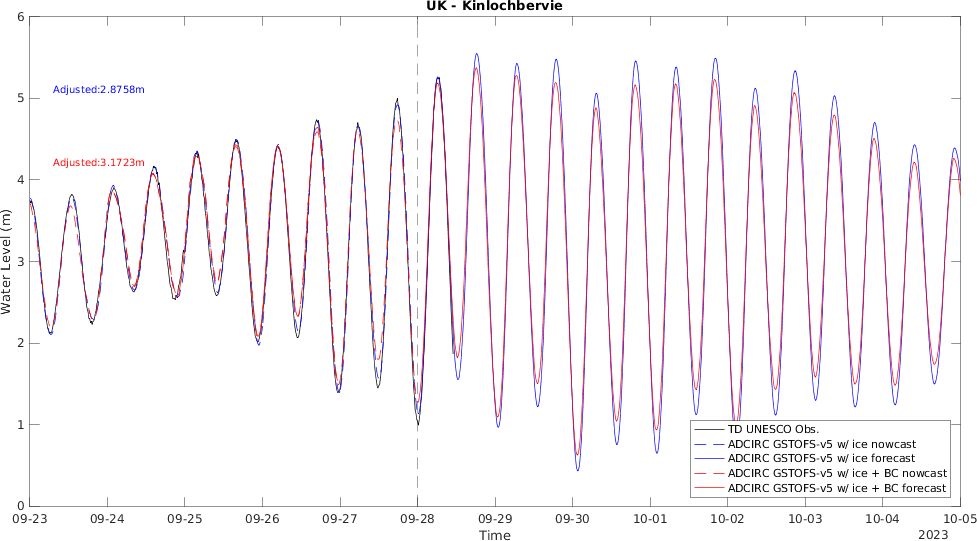 UK - Kinlochbervie
6
5
4
3
2
1
0
Water Level (m)
Adjusted:2.8758m
Adjusted:3.1723m
TD UNESCO Obs.
ADCIRC GSTOFS-v5 w/ ice nowcast
ADCIRC GSTOFS-v5 w/ ice forecast
ADCIRC GSTOFS-v5 w/ ice + BC nowcast
ADCIRC GSTOFS-v5 w/ ice + BC forecast
09-23 09-24 09-25 09-26 09-27 09-28 09-29 09-30 10-01 10-02 10-03 10-04 10-05
Time
2023